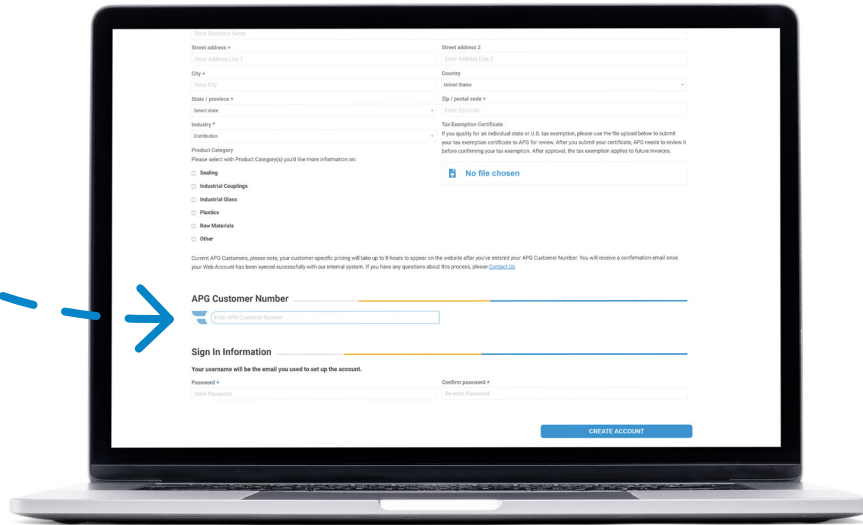 Enter Company Name
Street address *
Street address 2
Enter Address Line 1
Enter Address Line 2
City *
Country
Enter City
United States
State / province *
Zip / postal code *
Select state
Enter Zip Code
Industry *
Tax Exemption Certificate
Distribution
If you qualify for an individual state or U.S. tax exemption, please use the file upload below to submit
your tax exemption certificate to APG for review. After you submit your certificate, APG needs to review it
before confirming your tax exemption. After approval, the tax exemption applies to future invoices.
Product Category
Please select with Product Category(s) you'd like more information on:
No file chosen
Sealing
Industrial Couplings
Industrial Glass
Plastics
Raw Materials
Other
Current APG Customers, please note, your customer-specific pricing will take up to 8 hours to appear on the website after you've entered your APG Customer Number. You will receive a confirmation email once
your Web Account has been synced successfully with our internal system. If you have any questions about this process, please Contact Us.
APG Customer Number
Enter APG Customer Number
Sign In Information
Your username will be the email you used to set up the account.
Password *
Confirm password *
Enter Password
Re-enter Password
CREATE ACCOUNT